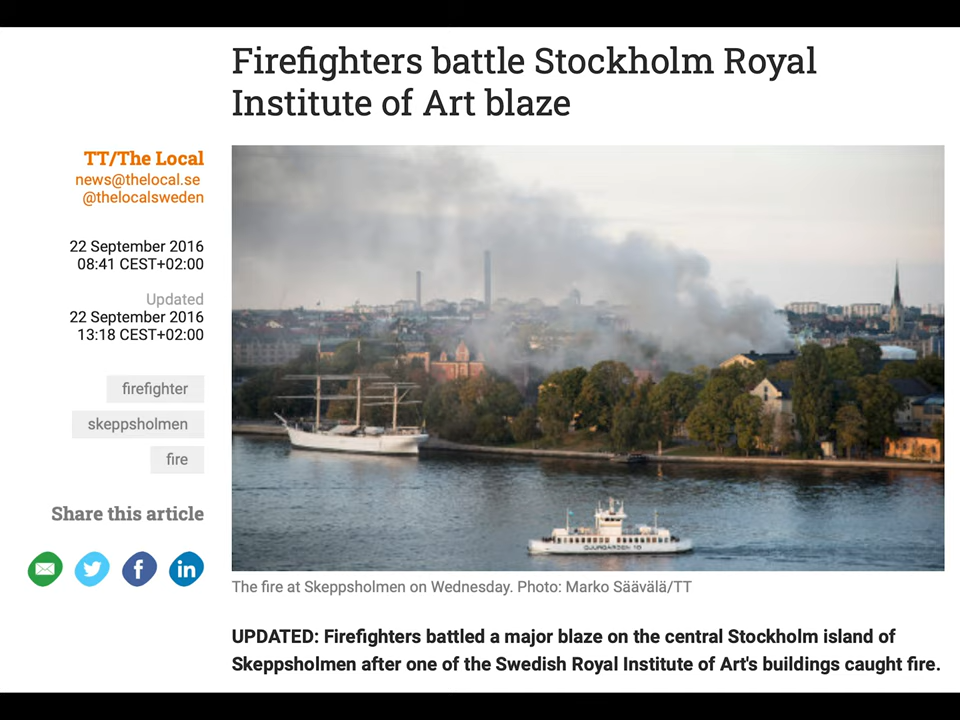 Firefighters battle Stockholm Royal
Institute of Art blaze
TT/The Local
news@thelocal.se
@thelocalsweden
22 September 2016
08:41 CEST+02:00
Updated
22 September 2016
13:18 CEST+02:00
firefighter
skeppsholmen
fire
Share this article
in
DJURGÅRDEN 10
The fire at Skeppsholmen on Wednesday. Photo: Marko Säävälä/TT
UPDATED: Firefighters battled a major blaze on the central Stockholm island of
Skeppsholmen after one of the Swedish Royal Institute of Art's buildings caught fire.